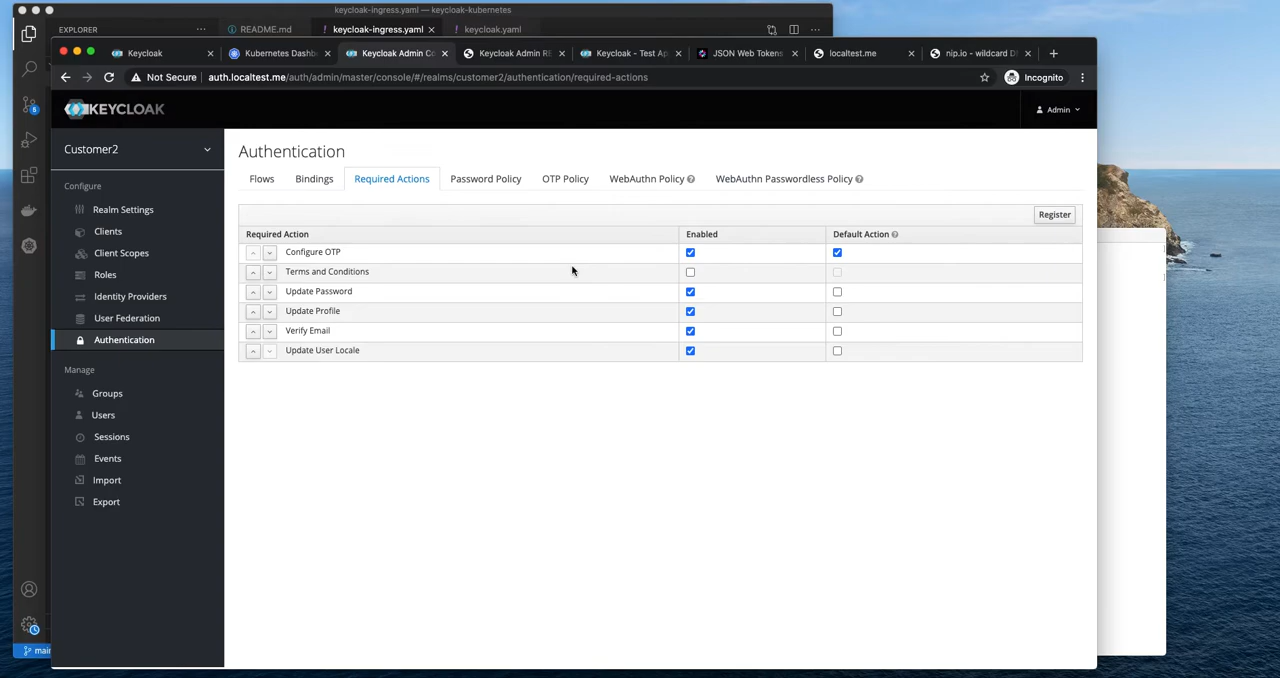 keycloak-ingress.yaml — keycloak-kubernetes
EXPLORER
···
README.md
! keycloak-ingress.yaml ×
! keycloak.yaml
···
Keycloak ×
Kubernetes Dashb ×
Keycloak Admin Co ×
Keycloak Admin RE ×
Keycloak - Test Ap ×
JSON Web Tokens ×
localtest.me ×
nip.io - wildcard D ×
+
Not Secure
auth.localtest.me/auth/admin/master/console/#/realms/customer2/authentication/required-actions
Incognito
KEYCLOAK
Admin
Customer2
Configure
Realm Settings
Clients
Client Scopes
Roles
Identity Providers
User Federation
Authentication
Manage
Groups
Users
Sessions
Events
Import
Export
Authentication
Flows
Bindings
Required Actions
Password Policy
OTP Policy
WebAuthn Policy
WebAuthn Passwordless Policy
Register
Required Action
Enabled
Default Action
Configure OTP
Terms and Conditions
Update Password
Update Profile
Verify Email
Update User Locale
6
main